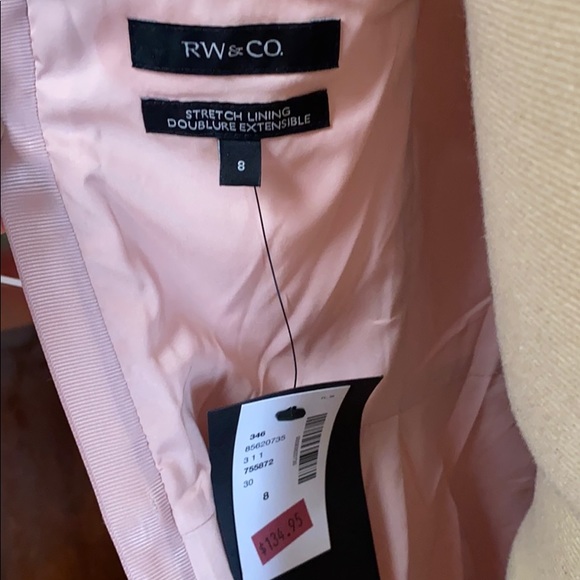 RW&CO.
STRETCH LINING
DOUBLURE EXTENSIBLE
8
346
85620735
3 1 1
755872
30
8
$134.95